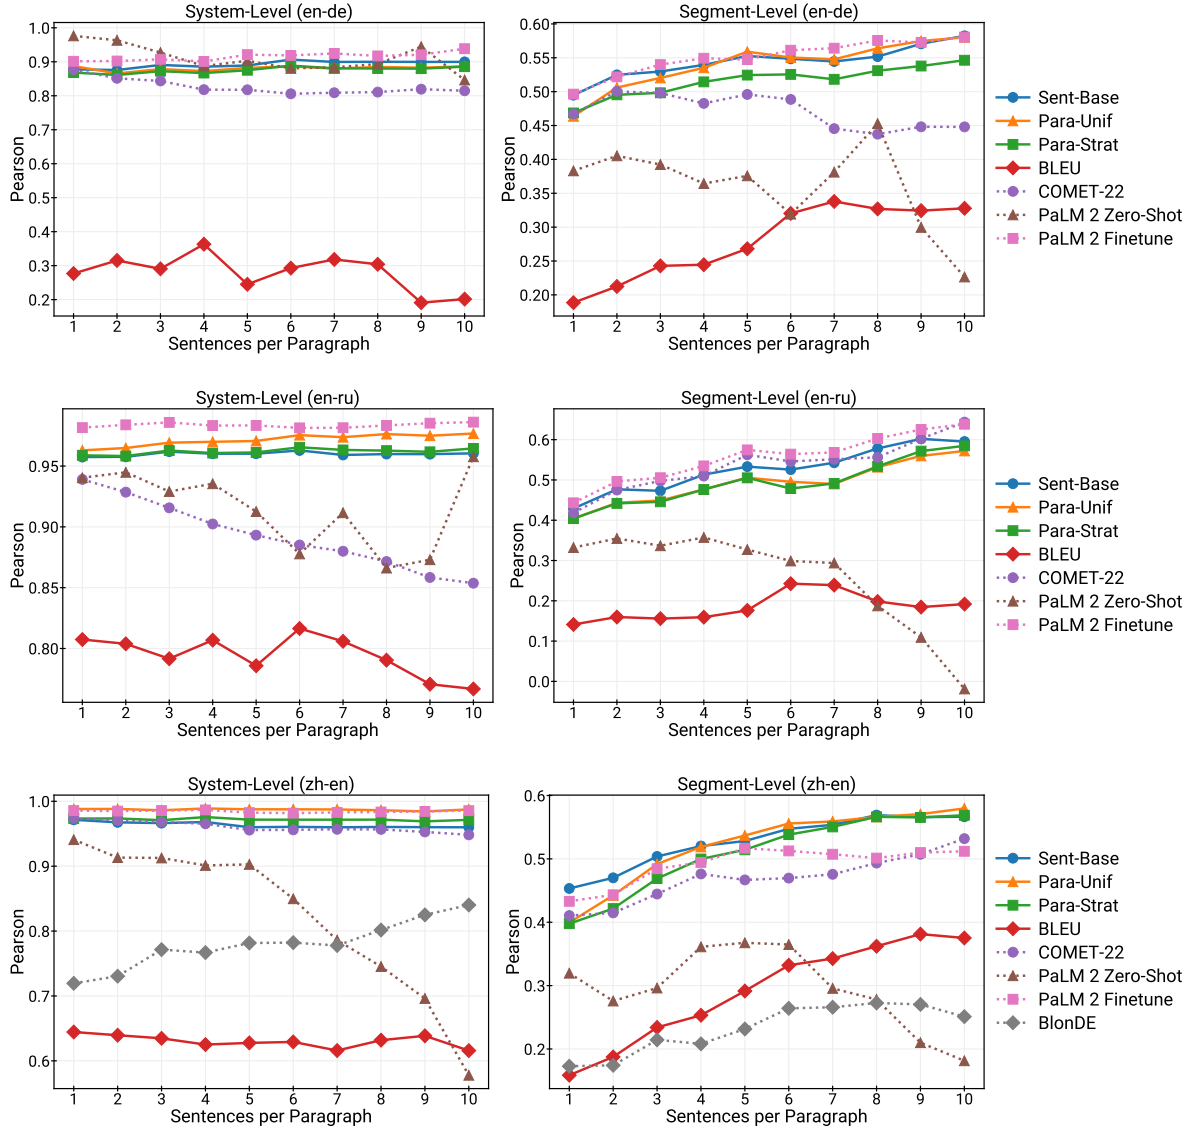 System-Level (en-de)
1.0
0.9
0.8
0.7
0.6
0.5
0.4
0.3
0.2
Pearson
1 2 3 4 5 6 7 8 9 10
Sentences per Paragraph
Segment-Level (en-de)
0.60
0.55
0.50
0.45
0.40
0.35
0.30
0.25
0.20
Pearson
1 2 3 4 5 6 7 8 9 10
Sentences per Paragraph
Sent-Base
Para-Unif
Para-Strat
BLEU
COMET-22
PaLM 2 Zero-Shot
PaLM 2 Finetune
System-Level (en-ru)
0.95
0.90
0.85
0.80
Pearson
1 2 3 4 5 6 7 8 9 10
Sentences per Paragraph
Segment-Level (en-ru)
0.6
0.5
0.4
0.3
0.2
0.1
0.0
Pearson
1 2 3 4 5 6 7 8 9 10
Sentences per Paragraph
Sent-Base
Para-Unif
Para-Strat
BLEU
COMET-22
PaLM 2 Zero-Shot
PaLM 2 Finetune
System-Level (zh-en)
1.0
0.9
0.8
0.7
0.6
Pearson
1 2 3 4 5 6 7 8 9 10
Sentences per Paragraph
Segment-Level (zh-en)
0.6
0.5
0.4
0.3
0.2
Pearson
1 2 3 4 5 6 7 8 9 10
Sentences per Paragraph
Sent-Base
Para-Unif
Para-Strat
BLEU
COMET-22
PaLM 2 Zero-Shot
PaLM 2 Finetune
BlonDE